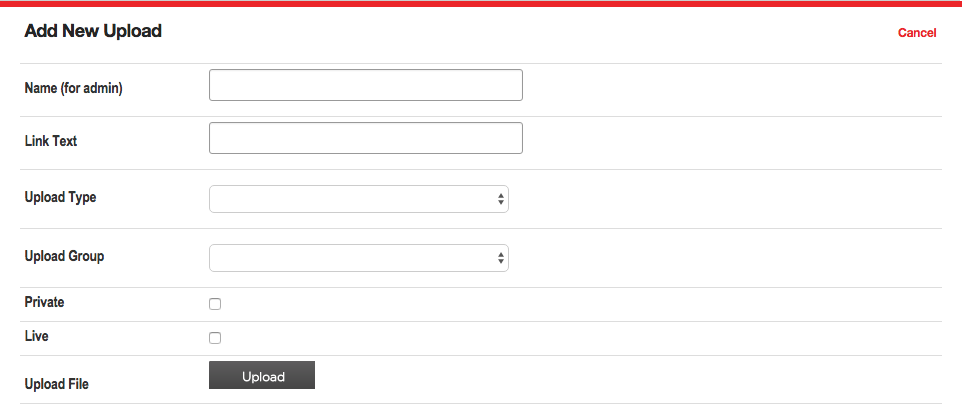 Add New Upload
Cancel
Name (for admin)
Link Text
Upload Type
Upload Group
Private
Live
Upload File
Upload